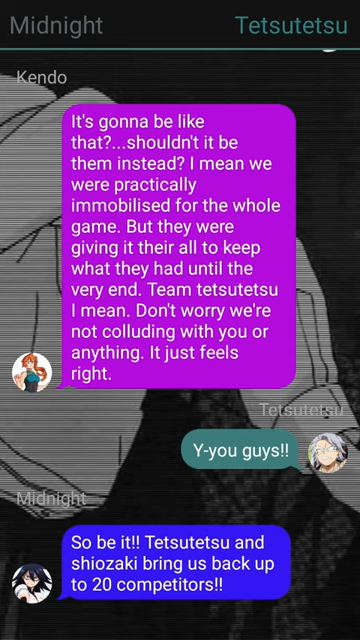 Midnight Tetsutetsu
Kendo
It's gonna be like
that?...shouldn't it be
them instead? I mean we
were practically
immobilised for the whole
game. But they were
giving it their all to keep
what they had until the
very end. Team tetsutetsu
I mean. Don't worry we're
not colluding with you or
anything. It just feels
right.
Tetsutetsu
Y-you guys!!
Midnight
So be it!! Tetsutetsu and
shiozaki bring us back up
to 20 competitors!!